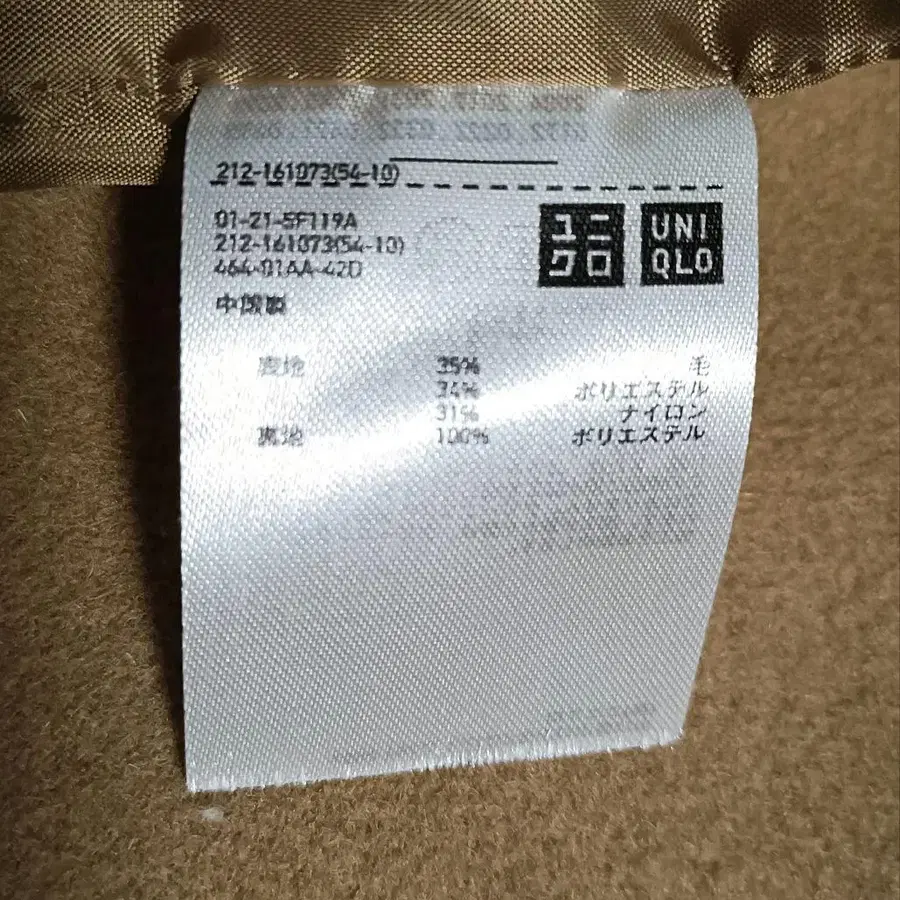 212-161073(54-10)
01-21-5F119A
212-161073(54-10)
464-01AA-42D
ユニ
クロ
UNI
QLO
中国製
表地 35% 毛
34% ポリエステル
31% ナイロン
裏地 100% ポリエステル